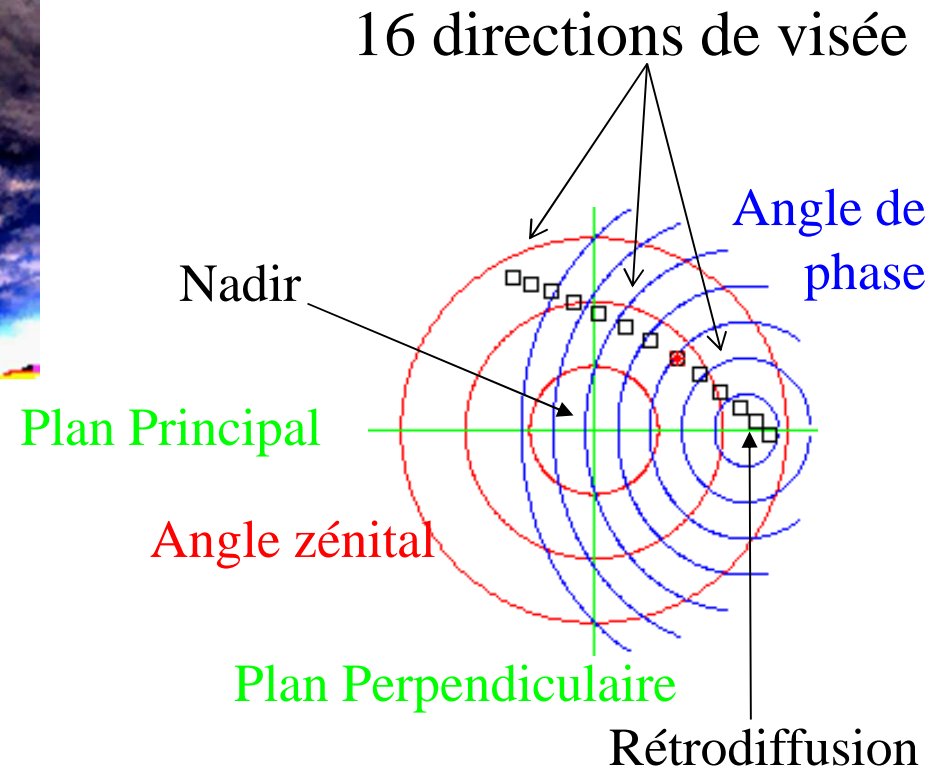 16 directions de visée
Angle de
phase
Nadir
Plan Principal
Angle zénital
Plan Perpendiculaire
Rétrodiffusion